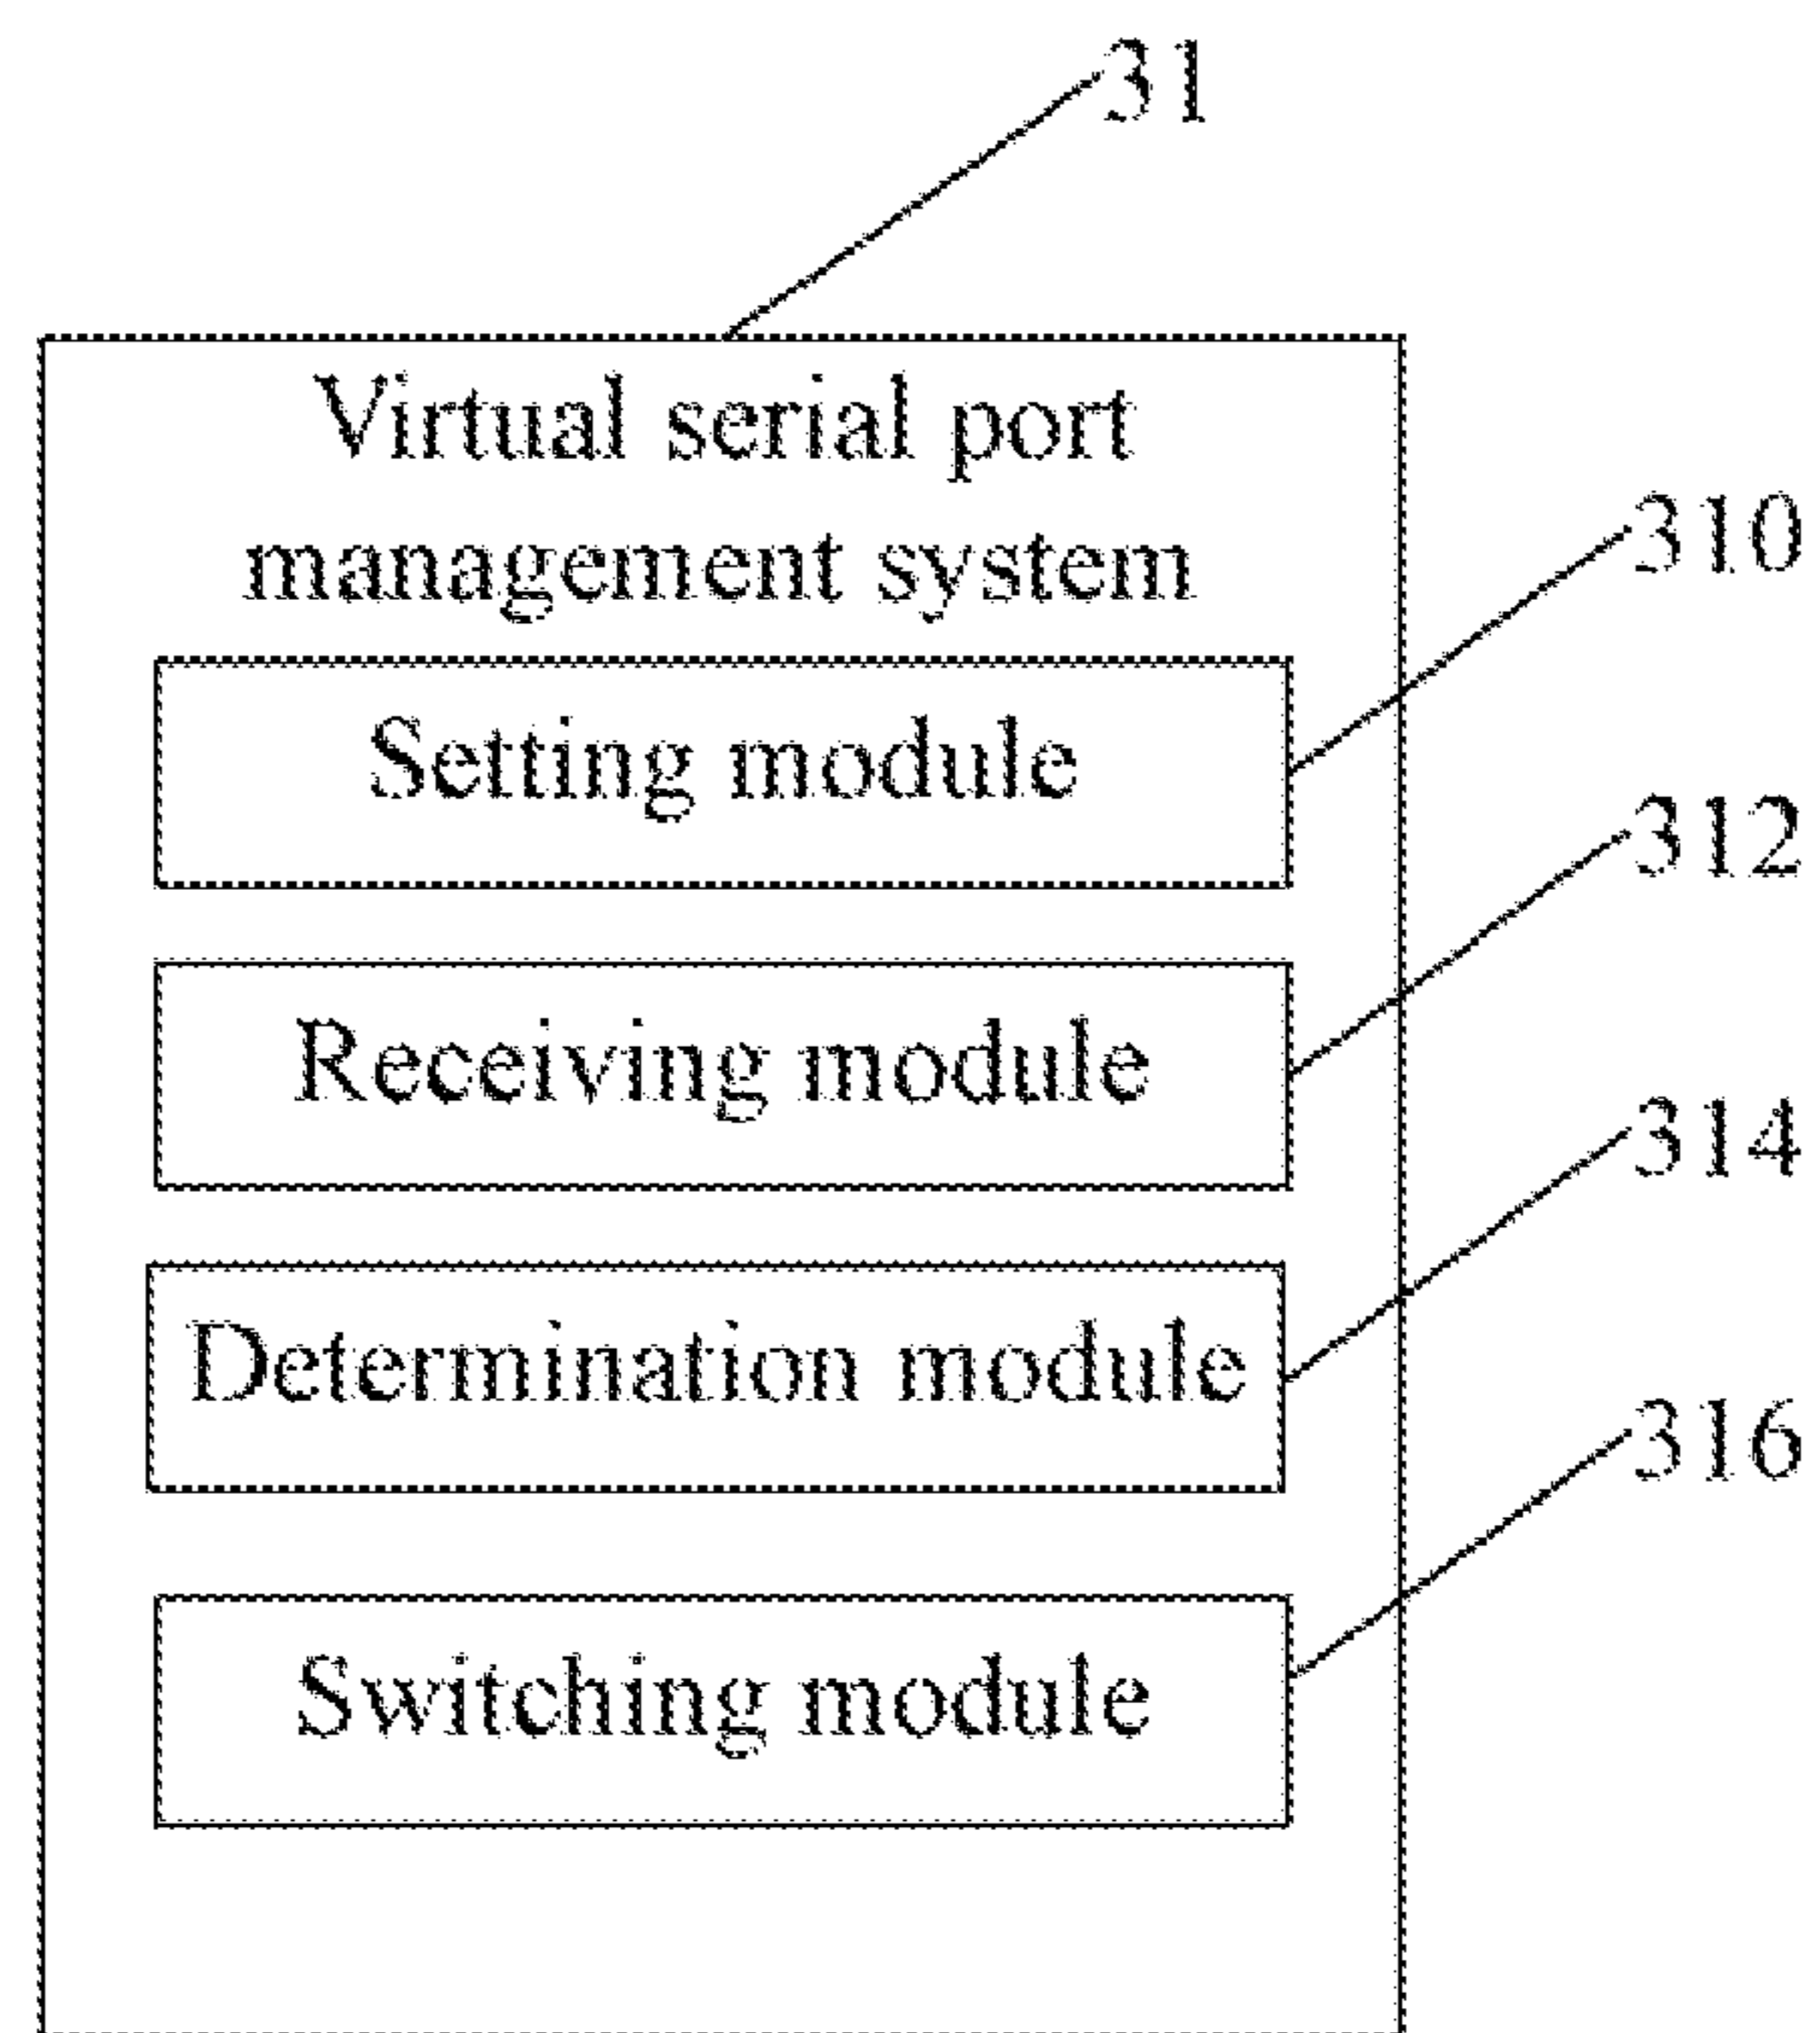 31
Virtual serial port
management system
310
Setting module
312
Receiving module
314
Determination module
316
Switching module